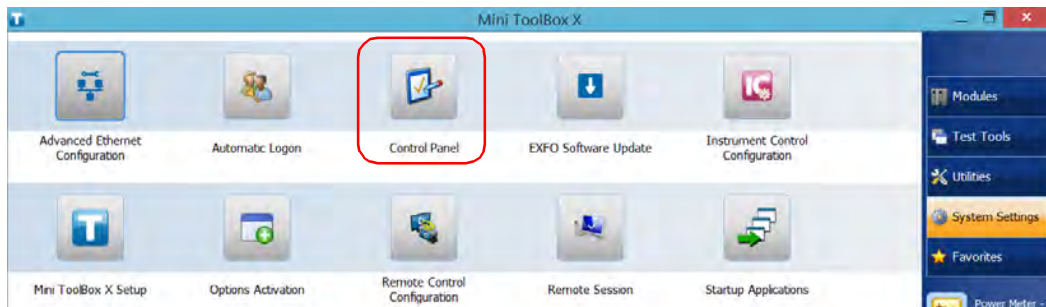 Mini ToolBox X
Advanced Ethernet
Configuration
Automatic Logon
Control Panel
EXFO Software Update
IC
Instrument Control
Configuration
Modules
Test Tools
Utilities
System Settings
Favorites
Power Meter -
T
Mini ToolBox X Setup
Options Activation
Remote Control
Configuration
Remote Session
Startup Applications